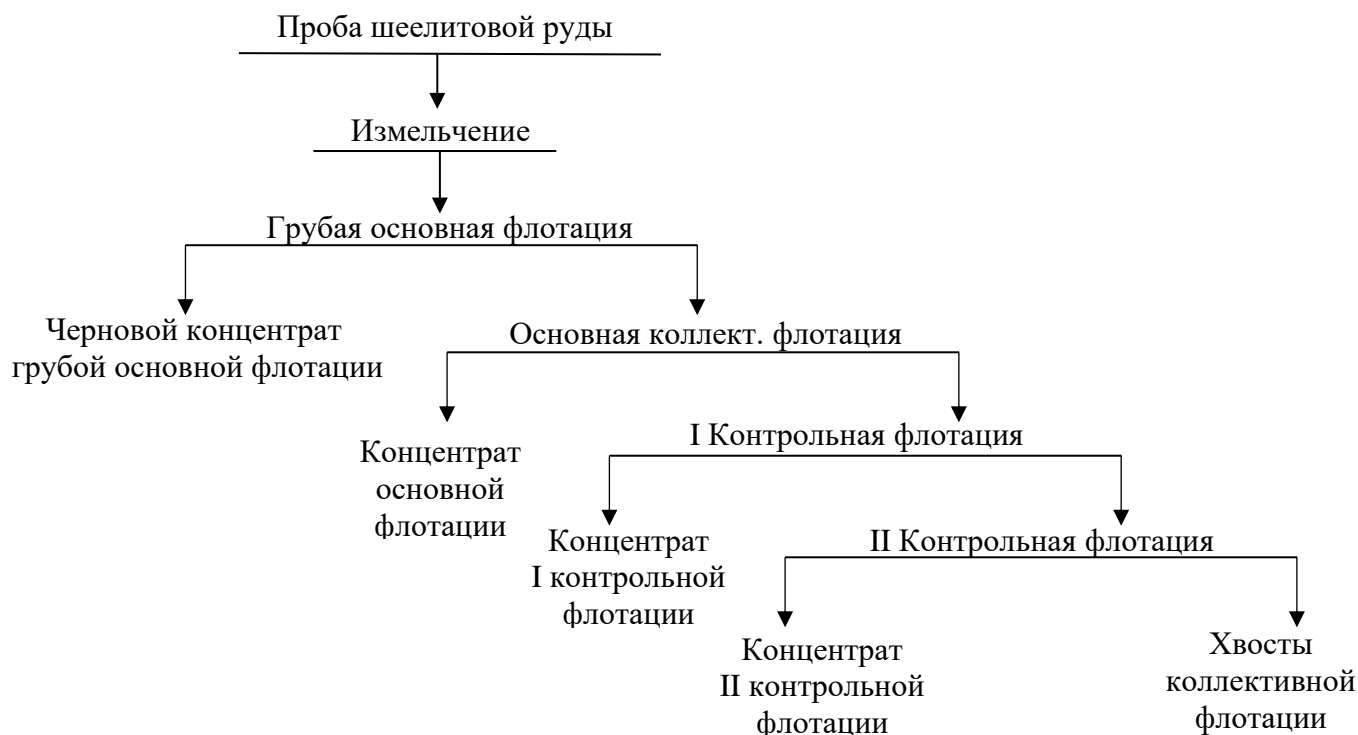 Проба шеелитовой руды
Измельчение
Грубая основная флотация
Черновой концентрат
грубой основной флотации
Основная коллект. флотация
Концентрат
основной
флотации
I Контрольная флотация
Концентрат
I контрольной
флотации
II Контрольная флотация
Концентрат
II контрольной
флотации
Хвосты
коллективной
флотации